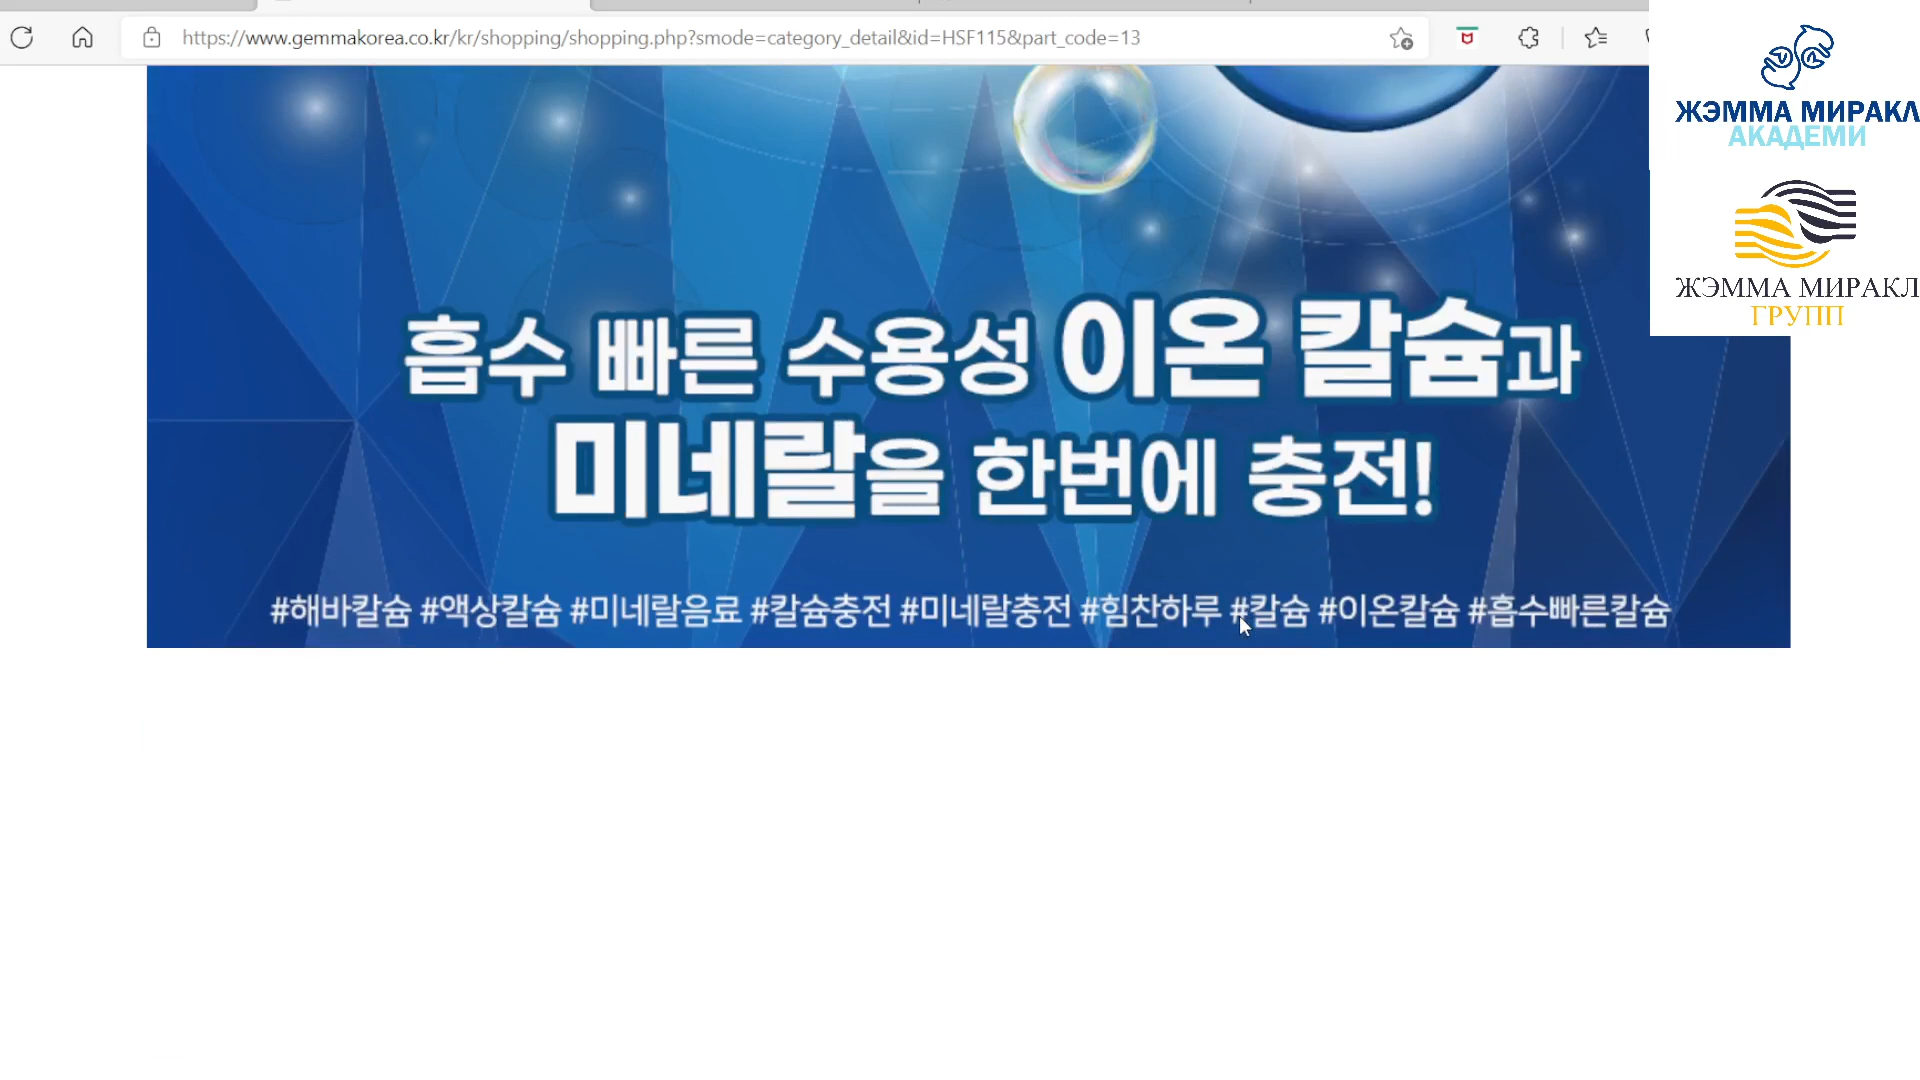 https://www.gemmakorea.co.kr/kr/shopping/shopping.php?smode=category_detail&id=HSF115&part_code=13
ЖЭММА МИРАКЛ
АКАДЕМИ
ЖЭММА МИРАКЛ
ГРУПП
흡수 빠른 수용성 이온 칼슘과
미네랄을 한번에 충전!
#해바칼슘 #액상칼슘 #미네랄음료 #칼슘충전 #미네랄충전 #힘찬하루 #칼슘 #이온칼슘 #흡수빠른칼슘